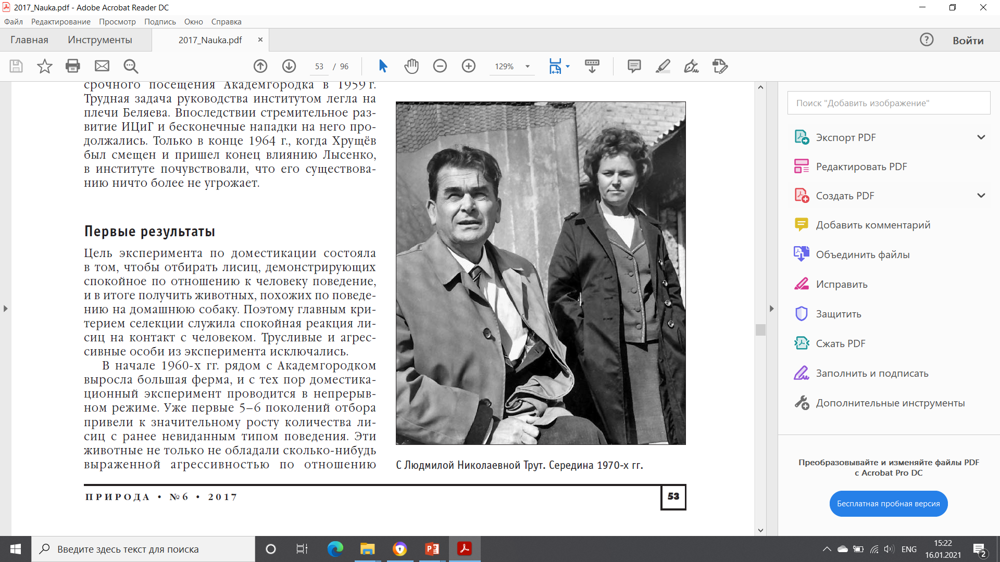 2017_Nauka.pdf - Adobe Acrobat Reader DC
Файл Редактирование Просмотр Подпись Окно Справка
Главная Инструменты 2017_Nauka.pdf Войти
53 / 96 129%
срочного посещения Академгородка в 1959 г.
Трудная задача руководства институтом легла на
плечи Беляева. Впоследствии стремительное раз-
витие ИЦиГ и бесконечные нападки на него про-
должались. Только в конце 1964 г., когда Хрущёв
был смещен и пришел конец влиянию Лысенко,
в институте почувствовали, что его существова-
нию ничто более не угрожает.
Первые результаты
Цель эксперимента по доместикации состояла
в том, чтобы отбирать лисиц, демонстрирующих
спокойное по отношению к человеку поведение,
и в итоге получить животных, похожих по поведе-
нию на домашнюю собаку. Поэтому главным кри-
терием селекции служила спокойная реакция ли-
сиц на контакт с человеком. Трусливые и агрес-
сивные особи из эксперимента исключались.
В начале 1960-х гг. рядом с Академгородком
выросла большая ферма, и с тех пор доместика-
ционный эксперимент проводится в непрерыв-
ном режиме. Уже первые 5–6 поколений отбора
привели к значительному росту количества ли-
сиц с ранее невиданным типом поведения. Эти
животные не только не обладали сколько-нибудь
выраженной агрессивностью по отношению
С Людмилой Николаевной Трут. Середина 1970-х гг.
ПРИРОДА • №6 • 2017
53
Поиск "Добавить изображение"
Экспорт PDF
Редактировать PDF
Создать PDF
Добавить комментарий
Объединить файлы
Исправить
Защитить
Сжать PDF
Заполнить и подписать
Дополнительные инструменты
Преобразовывайте и изменяйте файлы PDF
с Acrobat Pro DC
Бесплатная пробная версия
Введите здесь текст для поиска
ENG
15:22
16.01.2021
2